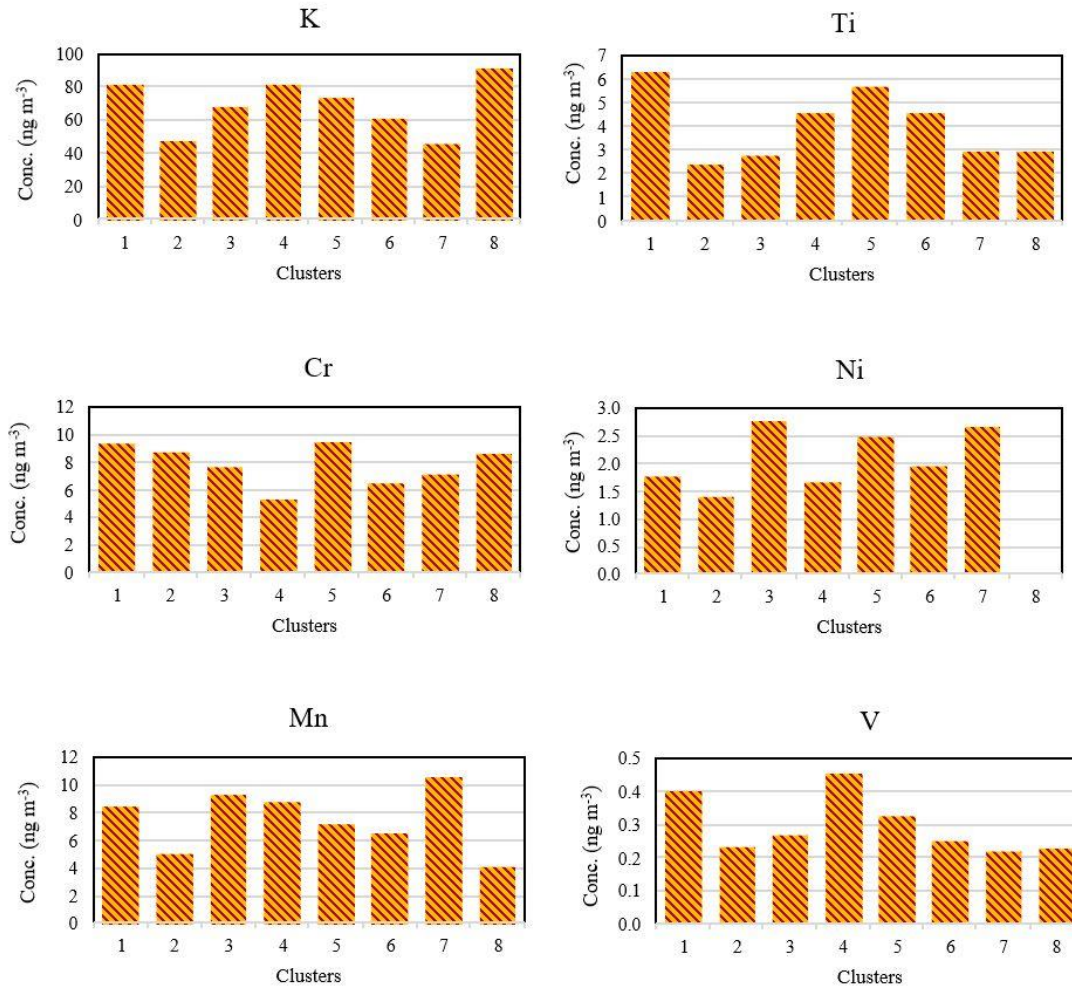 K
Conc. (ng m-3)
100
80
60
40
20
0
1 2 3 4 5 6 7 8
Clusters
Ti
Conc. (ng m-3)
7
6
5
4
3
2
1
0
1 2 3 4 5 6 7 8
Clusters
Cr
Conc. (ng m-3)
12
10
8
6
4
2
0
1 2 3 4 5 6 7 8
Clusters
Ni
Conc. (ng m-3)
3.0
2.5
2.0
1.5
1.0
0.5
0.0
1 2 3 4 5 6 7 8
Clusters
Mn
Conc. (ng m-3)
12
10
8
6
4
2
0
1 2 3 4 5 6 7 8
Clusters
V
Conc. (ng m-3)
0.5
0.4
0.3
0.2
0.1
0.0
1 2 3 4 5 6 7 8
Clusters